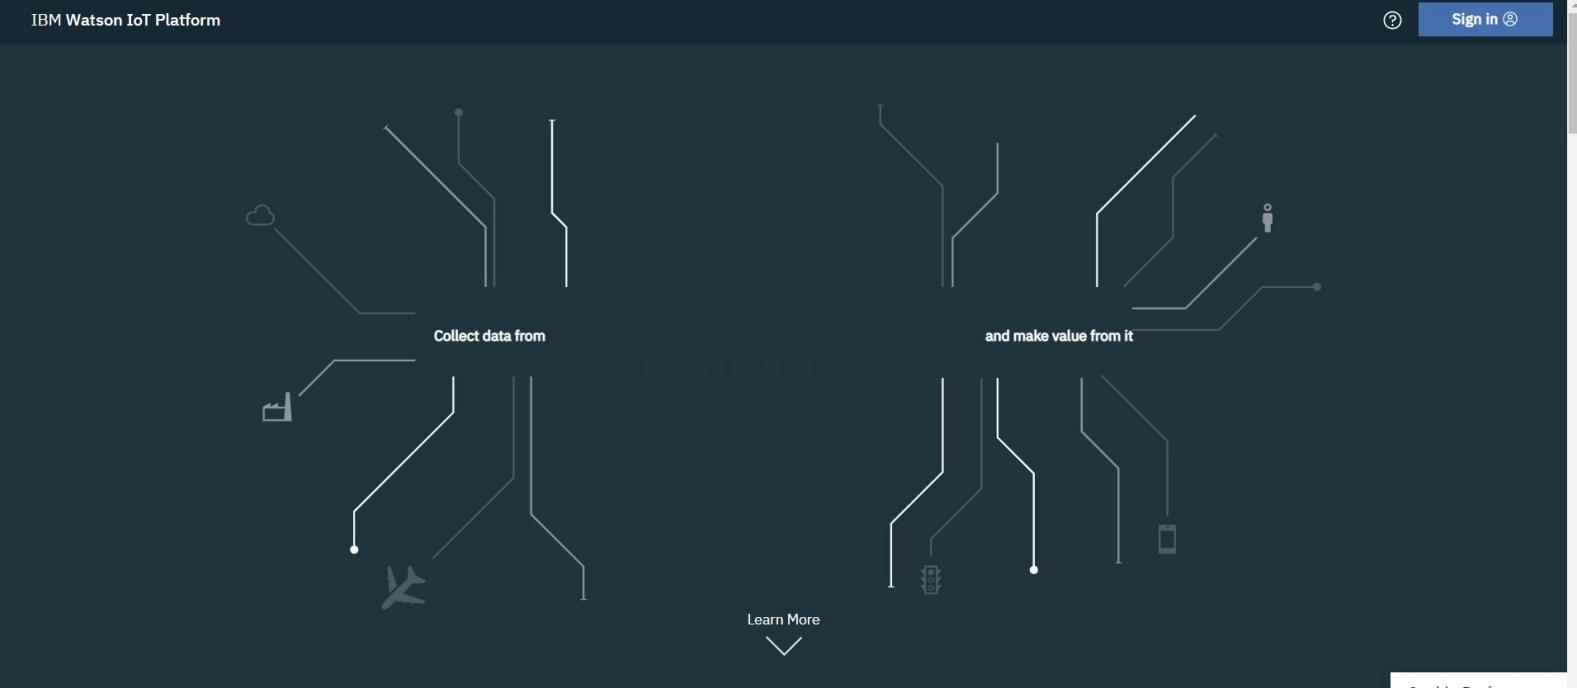 IBM Watson IoT Platform
Sign in
Collect data from
and make value from it
Learn More